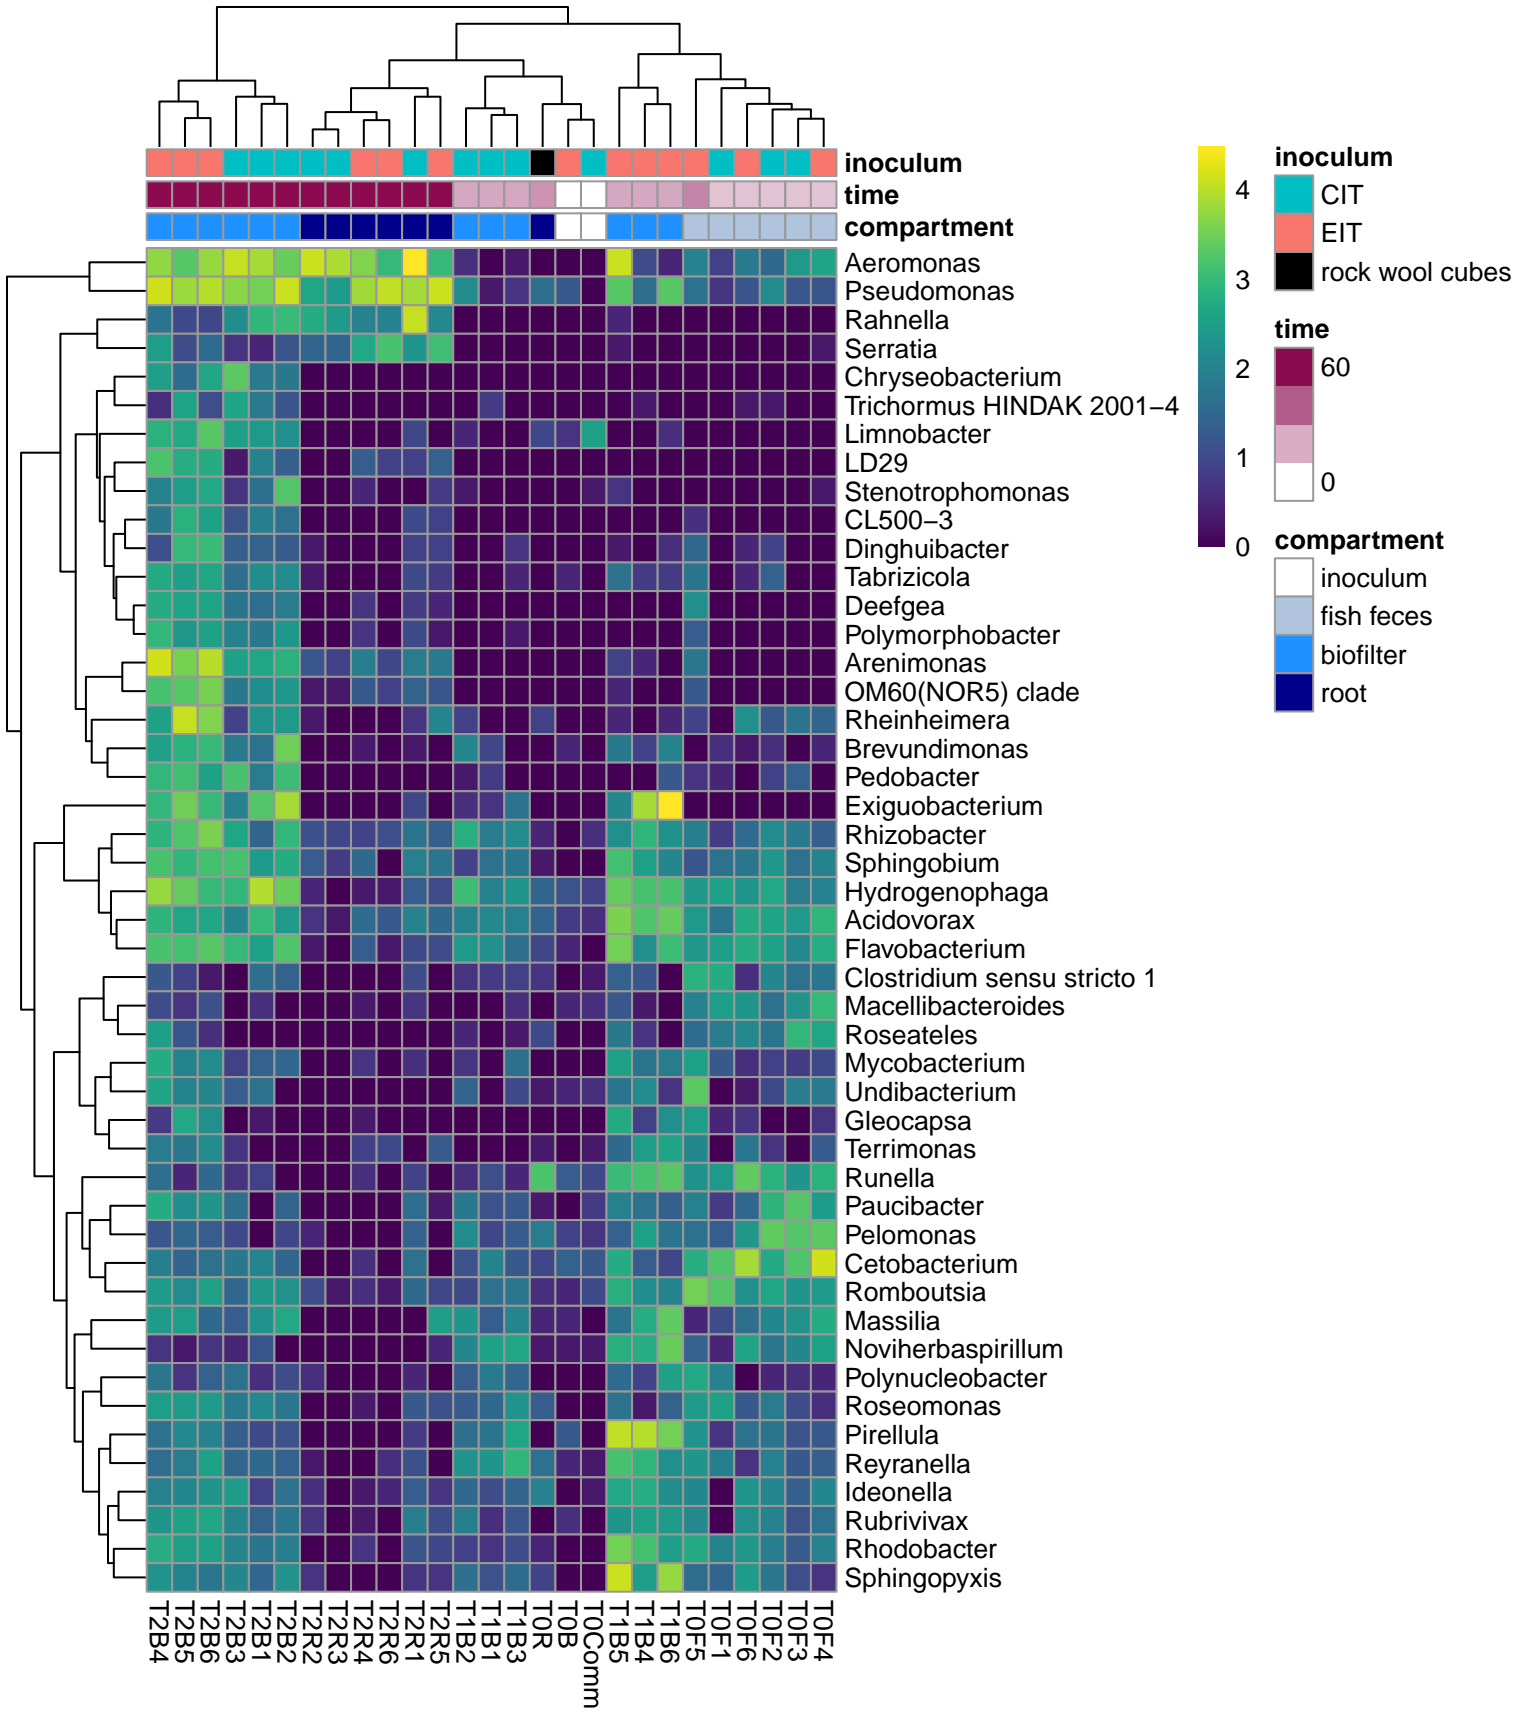 inoculum
time
compartment
Aeromonas
Pseudomonas
Rahnella
Serratia
Chryseobacterium
Trichormus HINDAK 2001−4
Limnobacter
LD29
Stenotrophomonas
CL500−3
Dinghuibacter
Tabrizicola
Deefgea
Polymorphobacter
Arenimonas
OM60(NOR5) clade
Rheinheimera
Brevundimonas
Pedobacter
Exiguobacterium
Rhizobacter
Sphingobium
Hydrogenophaga
Acidovorax
Flavobacterium
Clostridium sensu stricto 1
Macellibacteroides
Roseateles
Mycobacterium
Undibacterium
Gleocapsa
Terrimonas
Runella
Paucibacter
Pelomonas
Cetobacterium
Romboutsia
Massilia
Noviherbaspirillum
Polynucleobacter
Roseomonas
Pirellula
Reyranella
Ideonella
Rubrivivax
Rhodobacter
Sphingopyxis
T2B4
T2B5
T2B6
T2B3
T2B1
T2B2
T2R2
T2R3
T2R4
T2R6
T2R1
T2R5
T1B2
T1B1
T1B3
T0R
T0B
T0Comm
T1B5
T1B4
T1B6
T0F5
T0F1
T0F6
T0F2
T0F3
T0F4
4
3
2
1
0
inoculum
CIT
EIT
rock wool cubes
time
60
0
compartment
inoculum
fish feces
biofilter
root